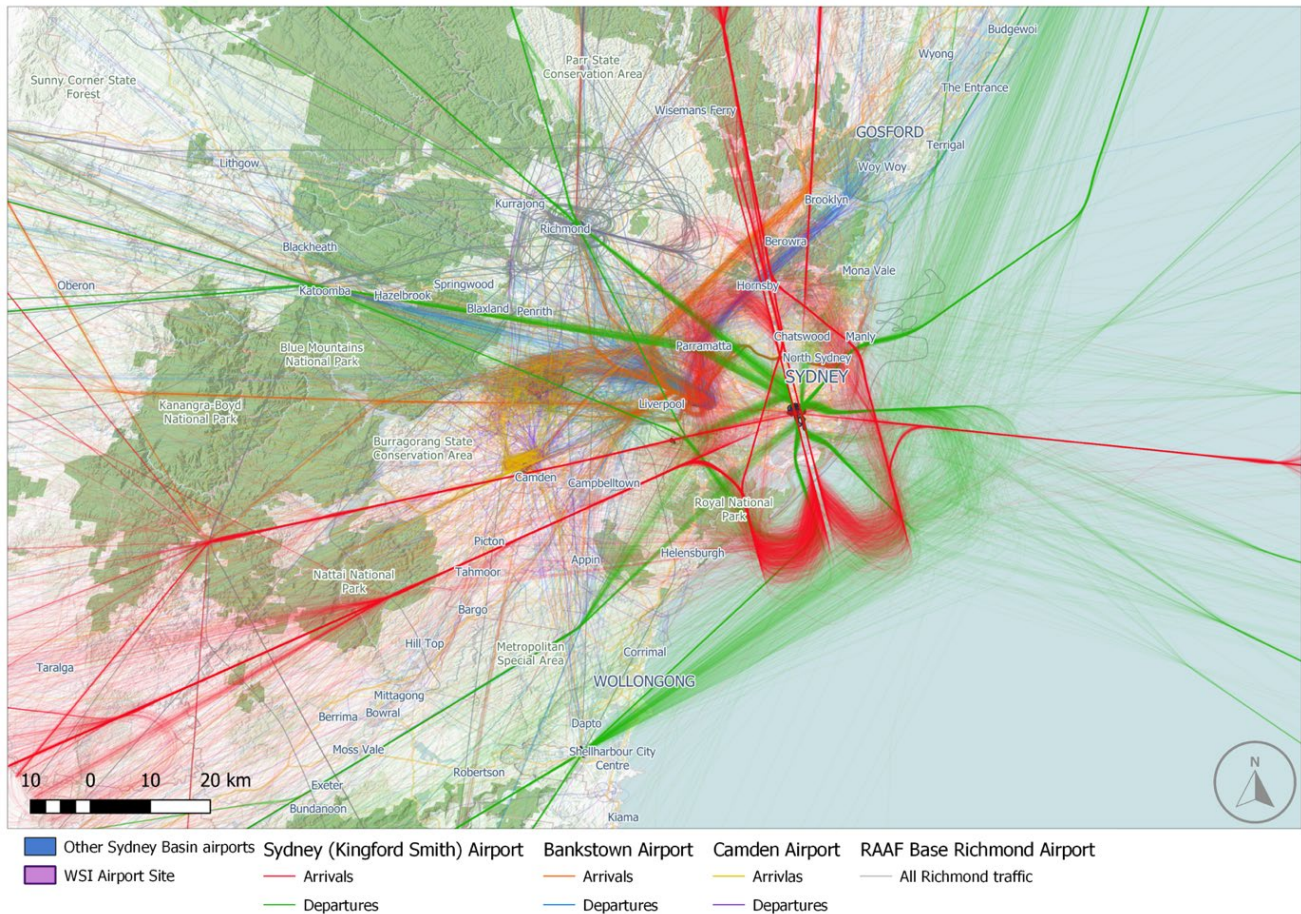 Budgewoi
Wyong
Parr State
Conservation Area
Sunny Corner State
Forest
The Entrance
Wisemans Ferry
GOSFORD
Terrigal
Lithgow
Woy Woy
Kurrajong
Brooklyn
Richmond
Blackheath
Berowra
Mona Vale
Oberon
Springwood
Hornsby
Katoomba
Hazelbrook
Blaxland
Penrith
Chatswood
Manly
Blue Mountains
National Park
Parramatta
North Sydney
SYDNEY
Kanangra-Boyd
National Park
Liverpool
Burragorang State
Conservation Area
Camden
Campbelltown
Royal National
Park
Picton
Helensburgh
Appin
Nattai National
Park
Tahmoor
Bargo
Hill Top
Metropolitan
Special Area
Corrimal
Taralga
WOLLONGONG
Mittagong
Berrima
Bowral
Dapto
Moss Vale
Shellharbour City
Centre
Robertson
Exeter
Bundanoon
Kiama
10 0 10 20 km
N
Other Sydney Basin airports
WSI Airport Site
Sydney (Kingford Smith) Airport
Arrivals
Departures
Bankstown Airport
Arrivals
Departures
Camden Airport
Arrivlas
Departures
RAAF Base Richmond Airport
All Richmond traffic